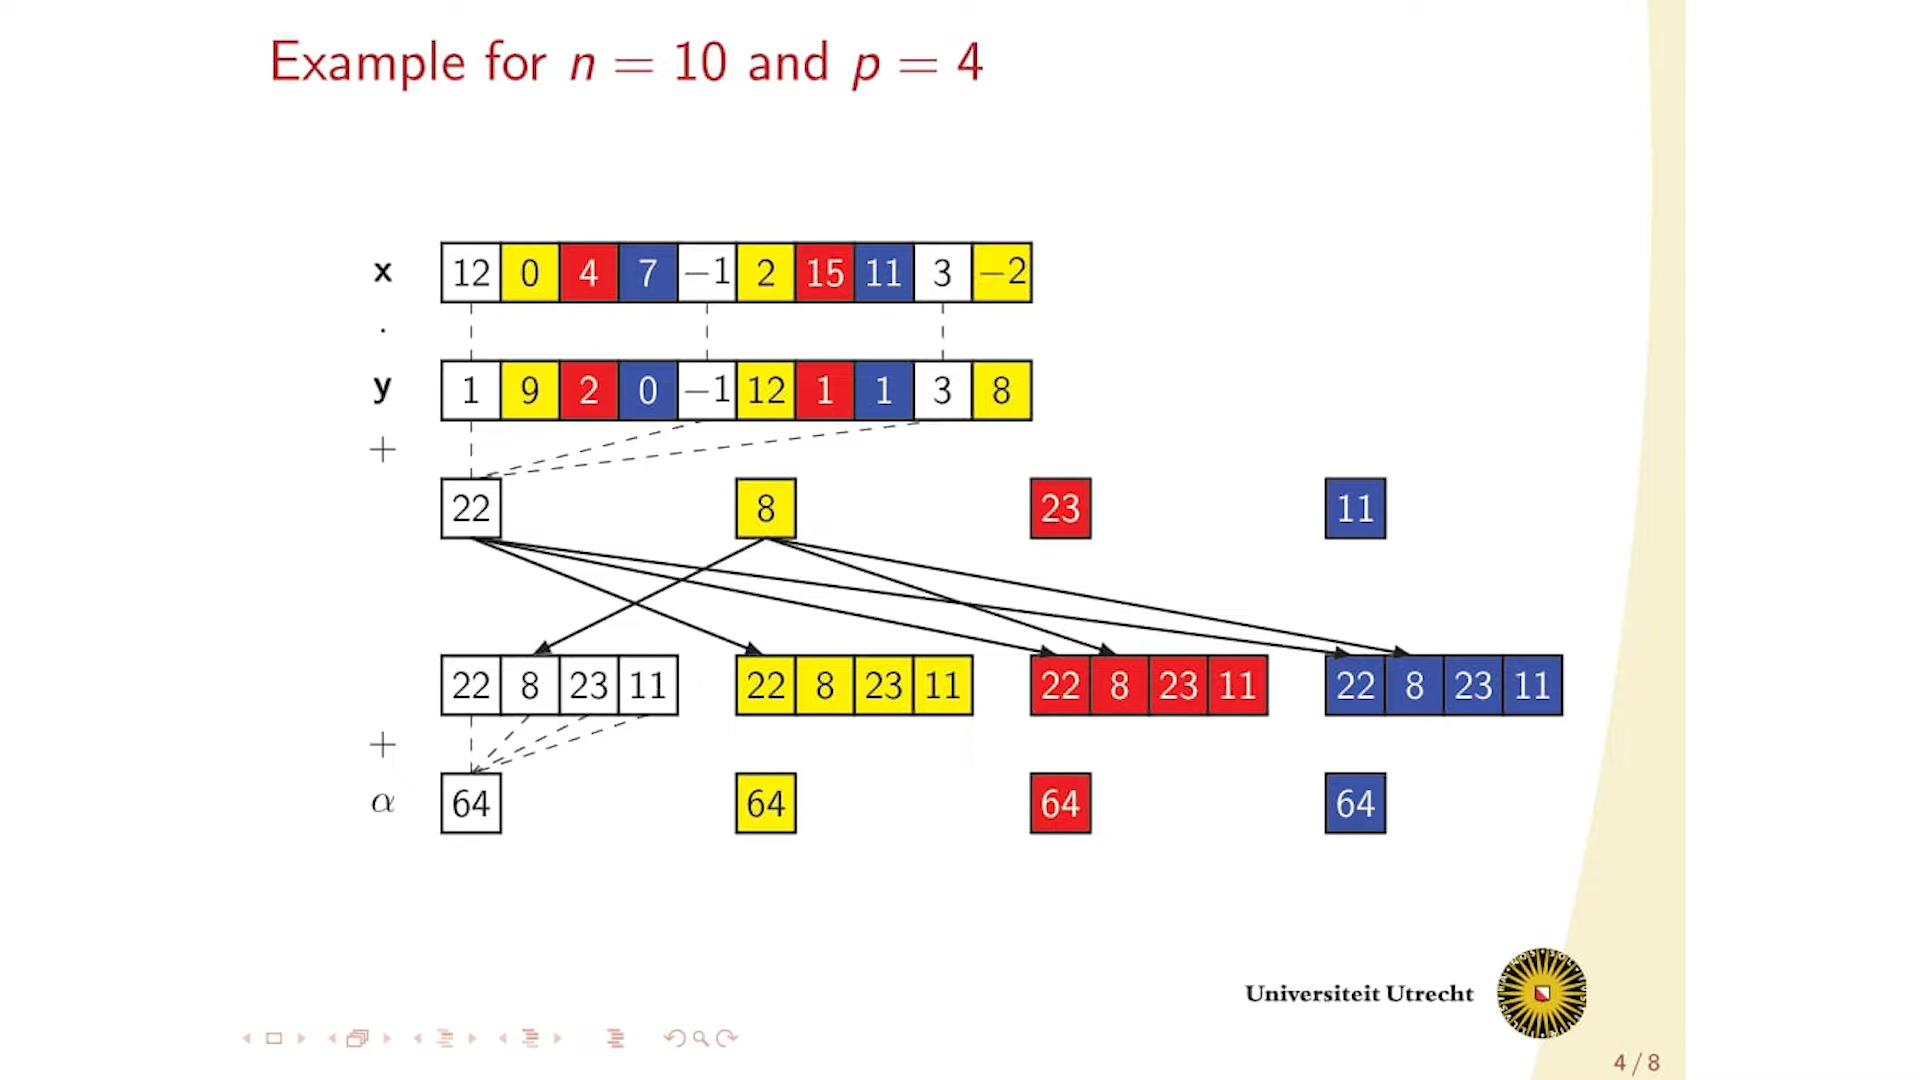 Example for n = 10 and p = 4
x 12 0 4 7 −1 2 15 11 3 −2
·
y 1 9 2 0 −1 12 1 1 3 8
+
22 8 23 11
22 8 23 11 22 8 23 11 22 8 23 11 22 8 23 11
+
α 64 64 64 64
Universiteit Utrecht
4 / 8